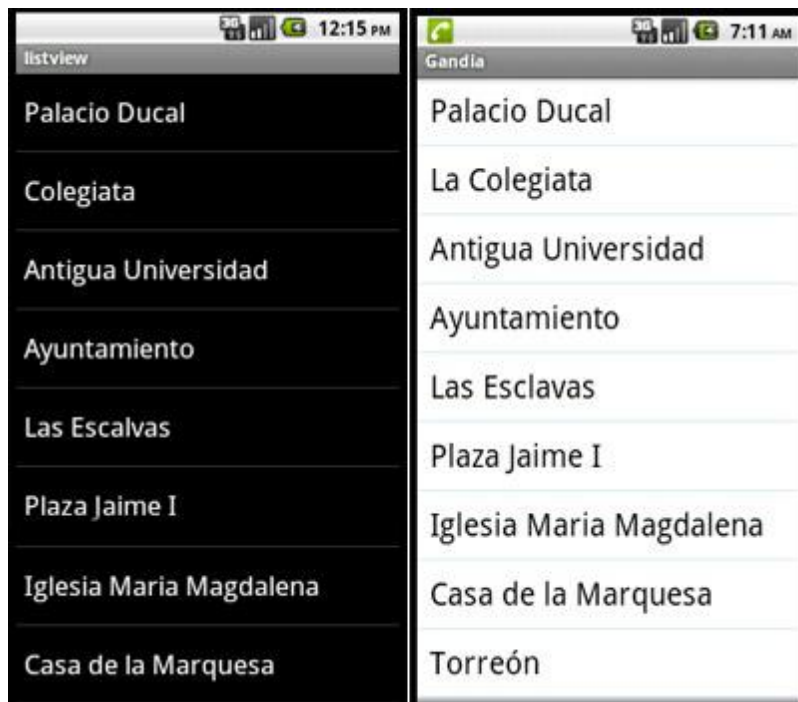 3G
12:15 PM
listview
Palacio Ducal
Colegiata
Antigua Universidad
Ayuntamiento
Las Escalvas
Plaza Jaime I
Iglesia Maria Magdalena
Casa de la Marquesa
3G
7:11 AM
Gandia
Palacio Ducal
La Colegiata
Antigua Universidad
Ayuntamiento
Las Esclavas
Plaza Jaime I
Iglesia Maria Magdalena
Casa de la Marquesa
Torreón